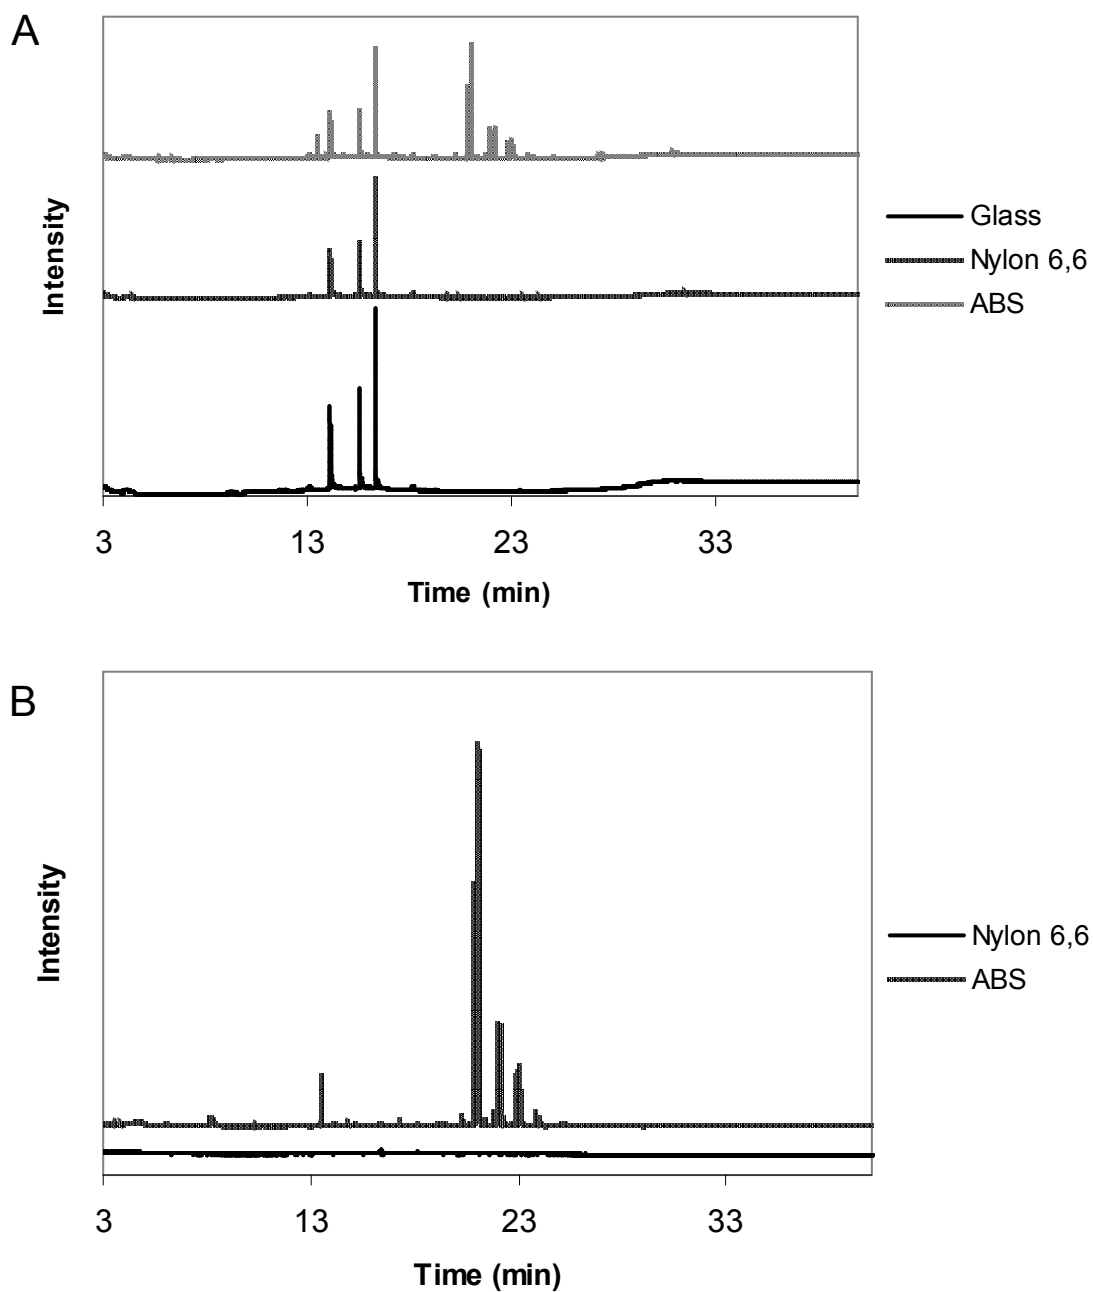 A
Intensity
Glass
Nylon 6,6
ABS
3 13 23 33
Time (min)
B
Intensity
Nylon 6,6
ABS
3 13 23 33
Time (min)